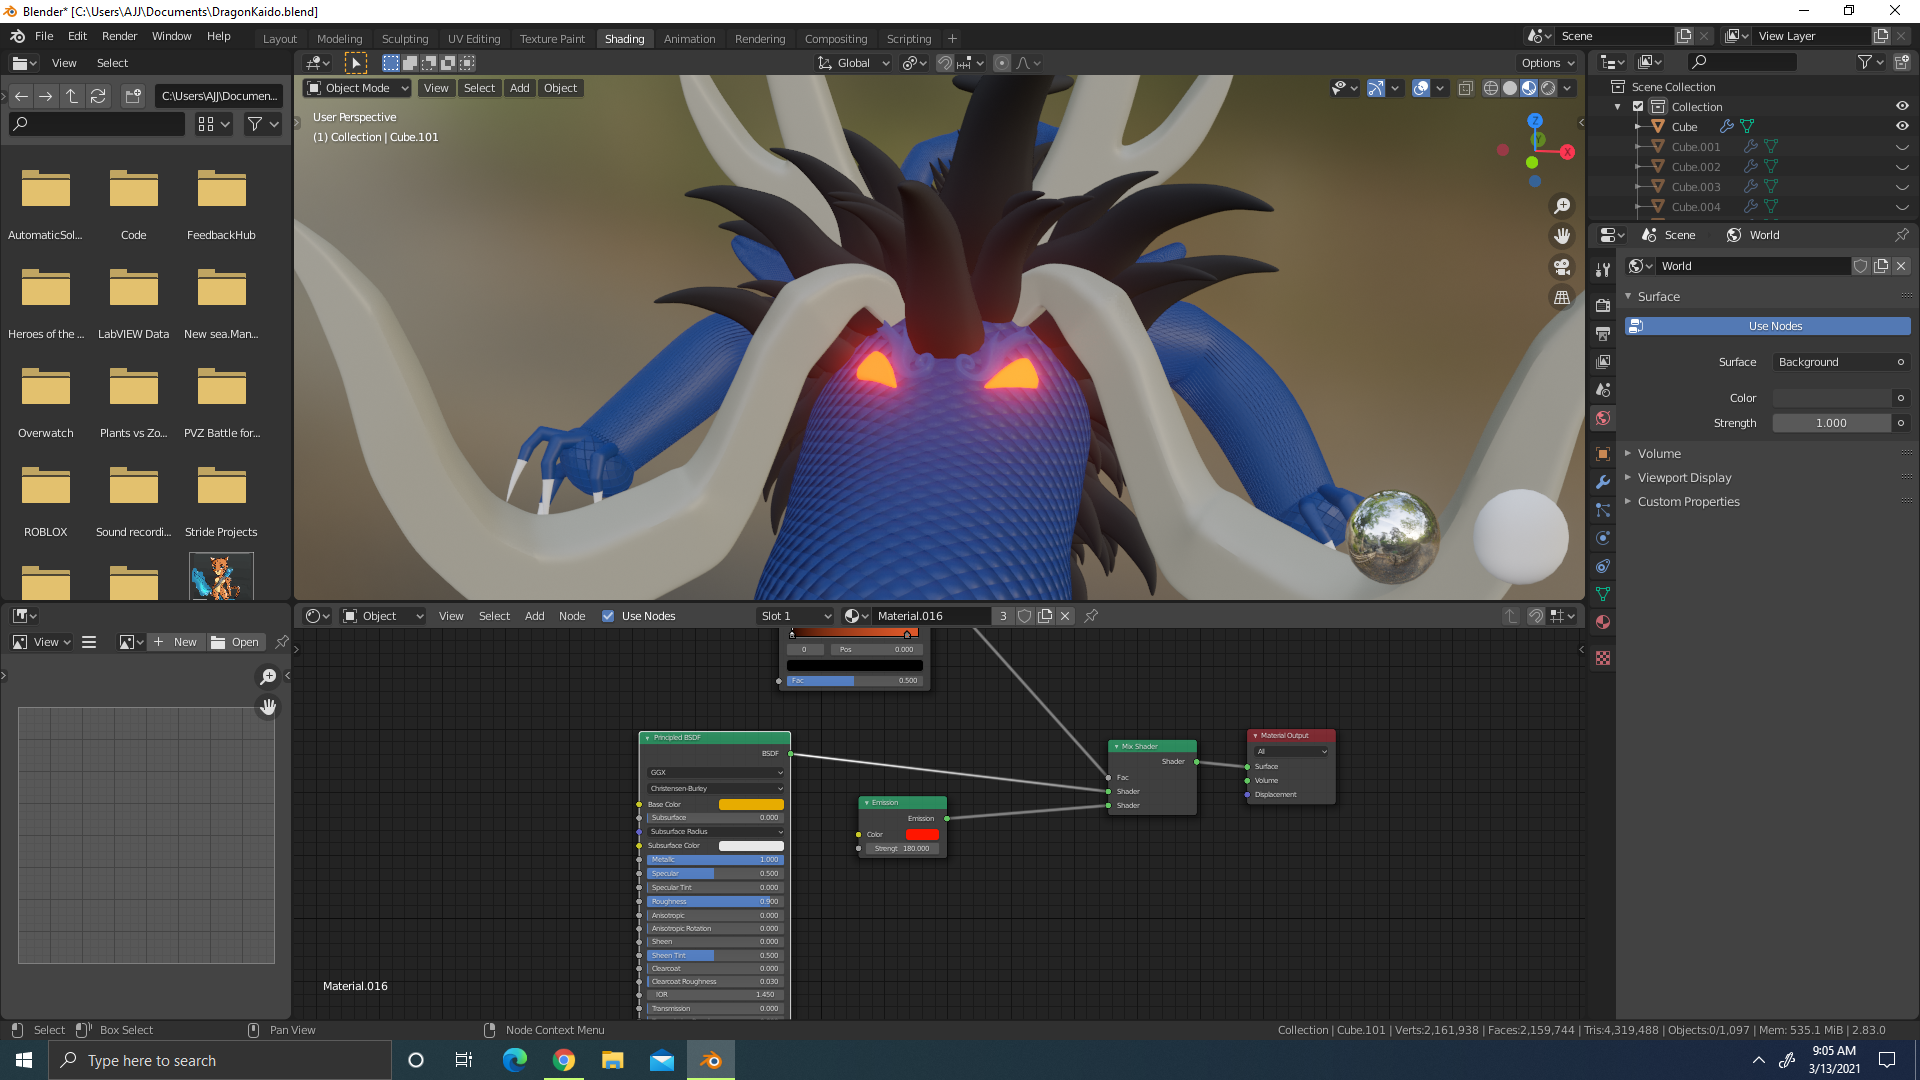 Blender* [C:\Users\AJJ\Documents\DragonKaido.blend]
File Edit Render Window Help
Layout Modeling Sculpting UV Editing Texture Paint Shading Animation Rendering Compositing Scripting +
Scene
View Layer
View Select
Global
Options
C:\Users\AJJ\Documen...
Object Mode View Select Add Object
User Perspective
(1) Collection | Cube.101
Z
Y
X
AutomaticSol... Code FeedbackHub
Heroes of the ... LabVIEW Data New sea.Man...
Overwatch Plants vs Zo... PVZ Battle for...
ROBLOX Sound recordi... Stride Projects
Scene Collection
Collection
Cube
Cube.001
Cube.002
Cube.003
Cube.004
Scene World
World
Surface
Use Nodes
Surface Background
Color
Strength 1.000
Volume
Viewport Display
Custom Properties
View New Open
Object View Select Add Node Use Nodes Slot 1 Material.016 3
0 Pos 0.000
Fac 0.500
Principled BSDF
BSDF
GGX
Christensen-Burley
Base Color
Subsurface 0.000
Subsurface Radius
Subsurface Color
Metallic 1.000
Specular 0.500
Specular Tint 0.000
Roughness 0.900
Anisotropic 0.000
Anisotropic Rotation 0.000
Sheen 0.000
Sheen Tint 0.500
Clearcoat 0.000
Clearcoat Roughness 0.030
IOR 1.450
Transmission 0.000
Emission
Emission
Color
Strengt 180.000
Mix Shader
Shader
Fac
Shader
Shader
Material Output
All
Surface
Volume
Displacement
Material.016
Select Box Select Pan View Node Context Menu
Collection | Cube.101 | Verts:2,161,938 | Faces:2,159,744 | Tris:4,319,488 | Objects:0/1,097 | Mem: 535.1 MiB | 2.83.0
Type here to search
9:05 AM
3/13/2021